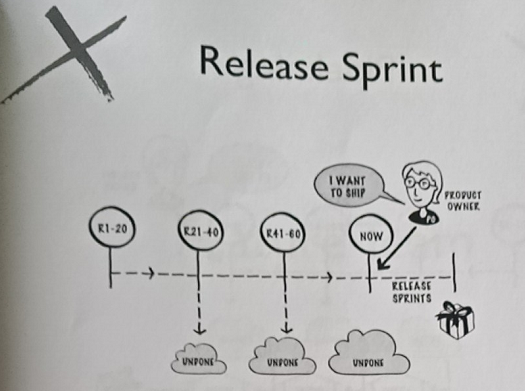 Release Sprint
I WANT
TO SHIP
PRODUCT
OWNER
PO
R1-20
R21-40
R41-60
NOW
RELEASE
SPRINTS
UNDONE
UNDONE
UNDONE